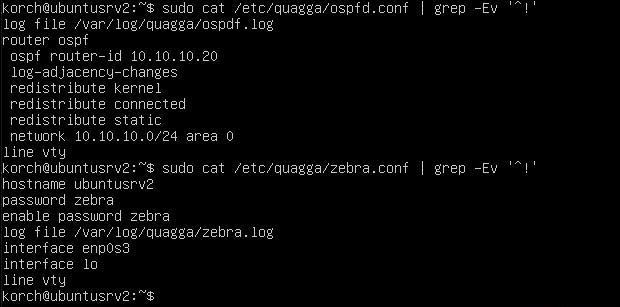 korch@ubuntusrv2:~$ sudo cat /etc/quagga/ospfd.conf | grep -Ev '^!'
log file /var/log/quagga/ospdf.log
router ospf
 ospf router-id 10.10.10.20
 log-adjacency-changes
 redistribute kernel
 redistribute connected
 redistribute static
 network 10.10.10.0/24 area 0
line vty
korch@ubuntusrv2:~$ sudo cat /etc/quagga/zebra.conf | grep -Ev '^!'
hostname ubuntusrv2
password zebra
enable password zebra
log file /var/log/quagga/zebra.log
interface enp0s3
interface lo
line vty
korch@ubuntusrv2:~$